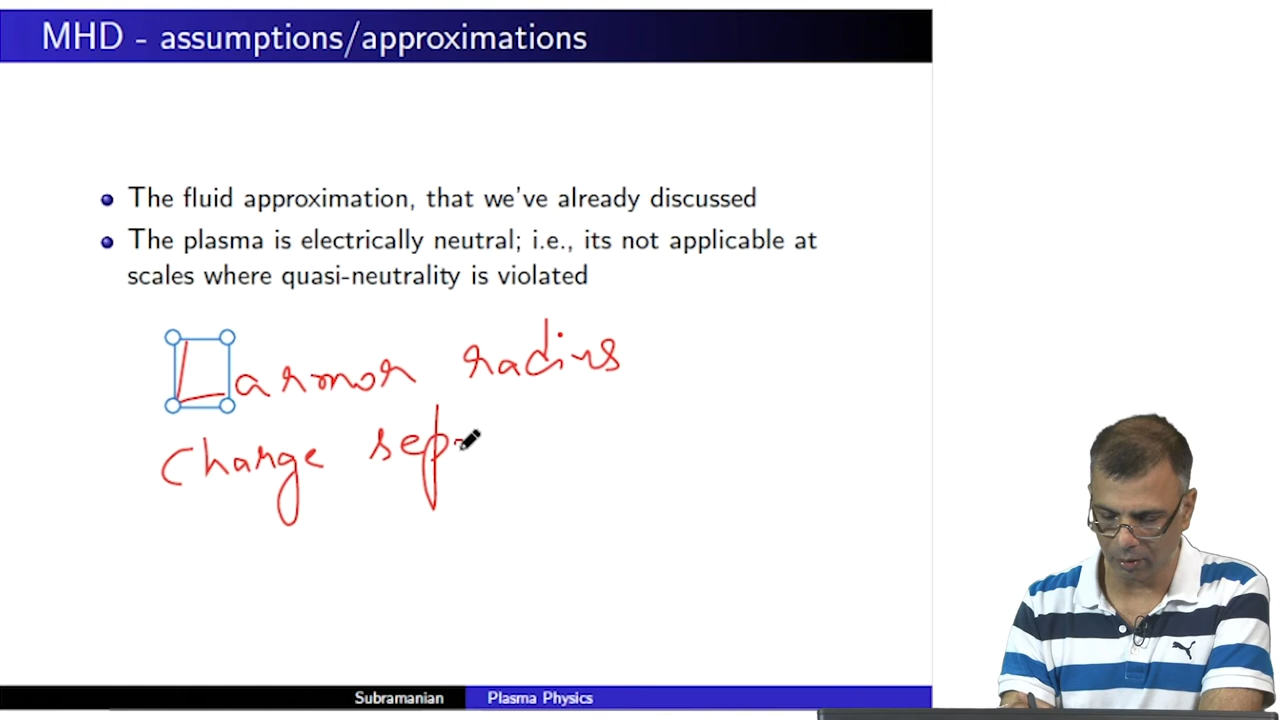 MHD - assumptions/approximations
The fluid approximation, that we've already discussed
The plasma is electrically neutral; i.e., its not applicable at
scales where quasi-neutrality is violated
Larmor radius
Charge sep
Subramanian Plasma Physics